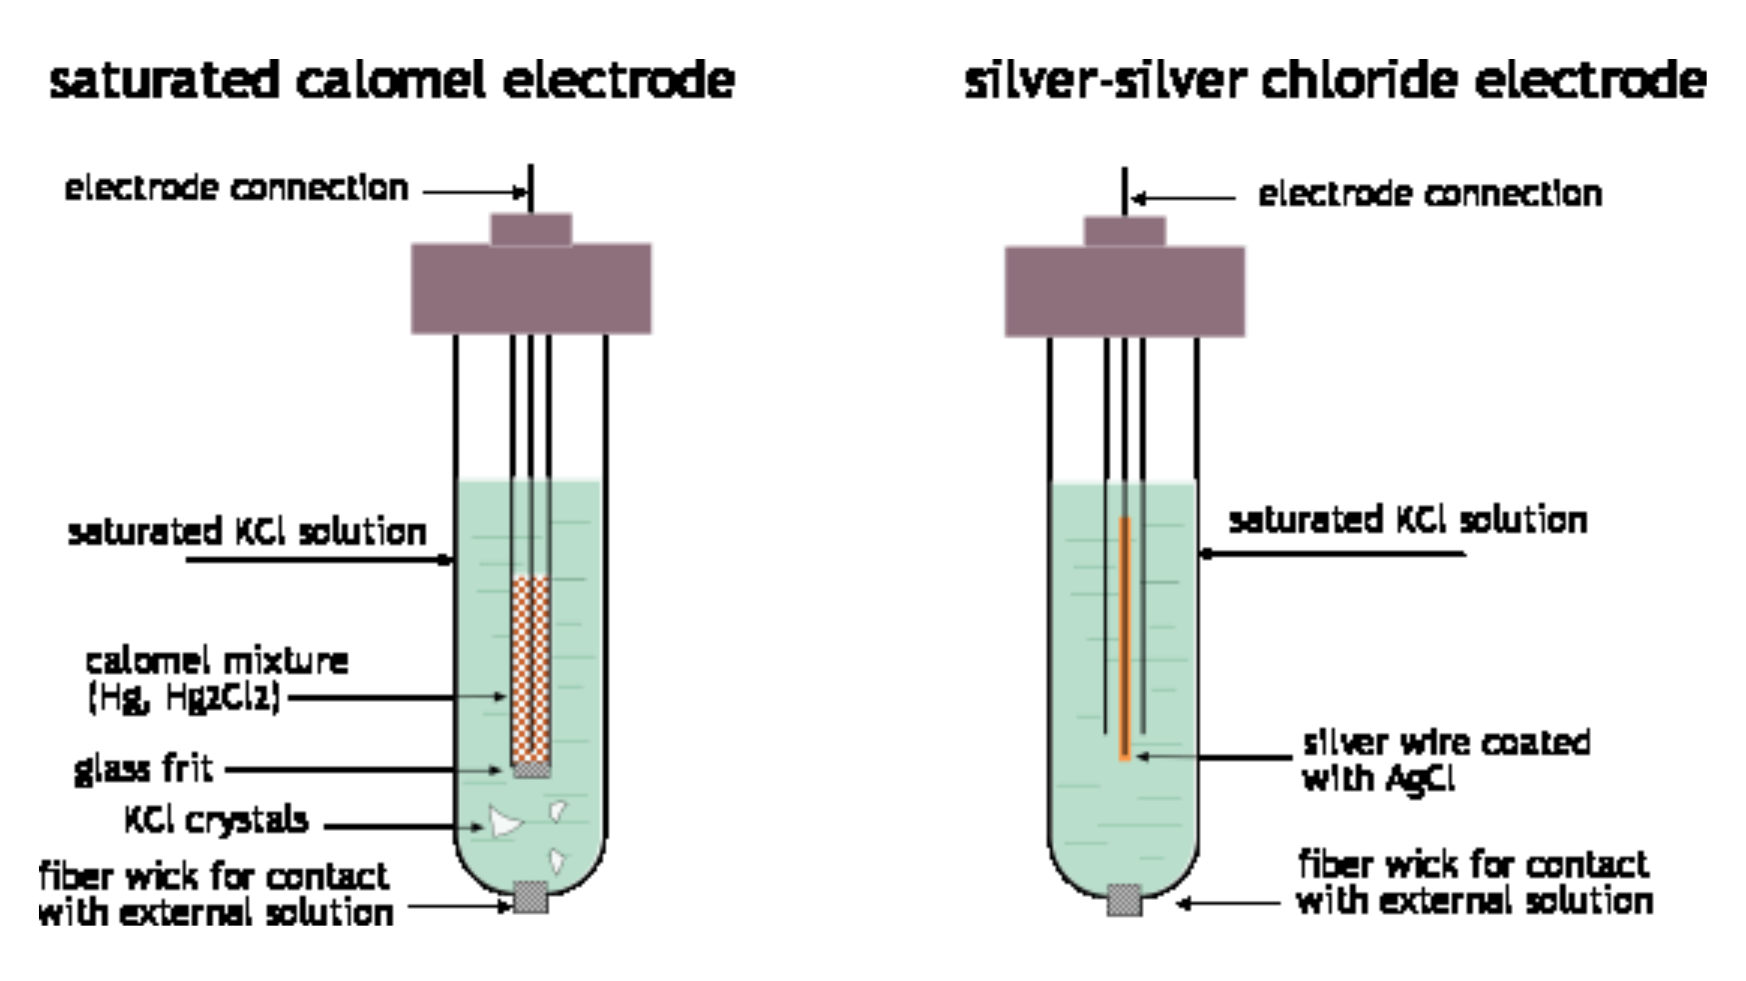 saturated calomel electrode
electrode connection
saturated KCl solution
calomel mixture
(Hg, Hg2Cl2)
glass frit
KCl crystals
fiber wick for contact
with external solution
silver-silver chloride electrode
electrode connection
saturated KCl solution
silver wire coated
with AgCl
fiber wick for contact
with external solution